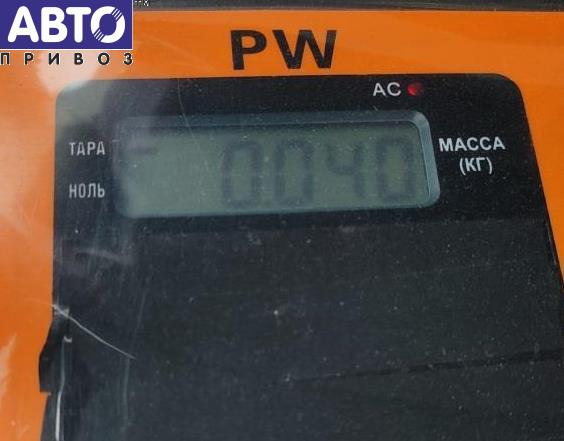 АВТО
ПРИВОЗ
PW
AC
ТАРА
НОЛЬ
0.040
МАССА
(КГ)